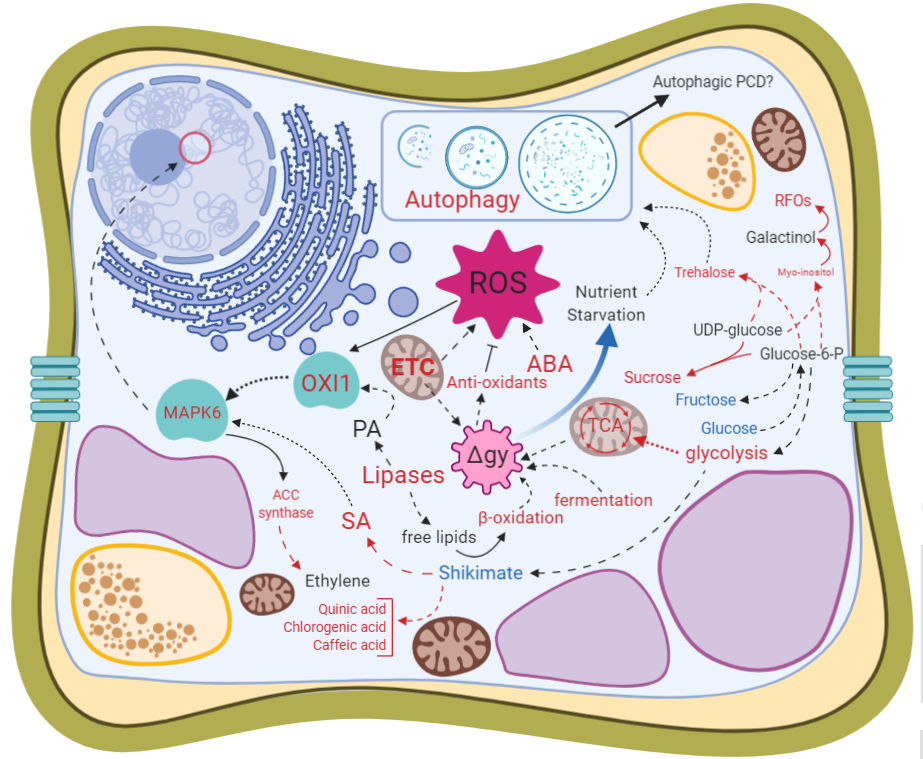 Autophagic PCD?
Autophagy
RFOs
Galactinol
Myo-inositol
Trehalose
ROS
Nutrient
Starvation
UDP-glucose
Glucose-6-P
ETC
ABA
Anti-oxidants
Sucrose
OXI1
Fructose
MAPK6
PA
TCA
Glucose
glycolysis
Δgy
Lipases
ACC
synthase
fermentation
SA
β-oxidation
free lipids
Ethylene
Shikimate
Quinic acid
Chlorogenic acid
Caffeic acid